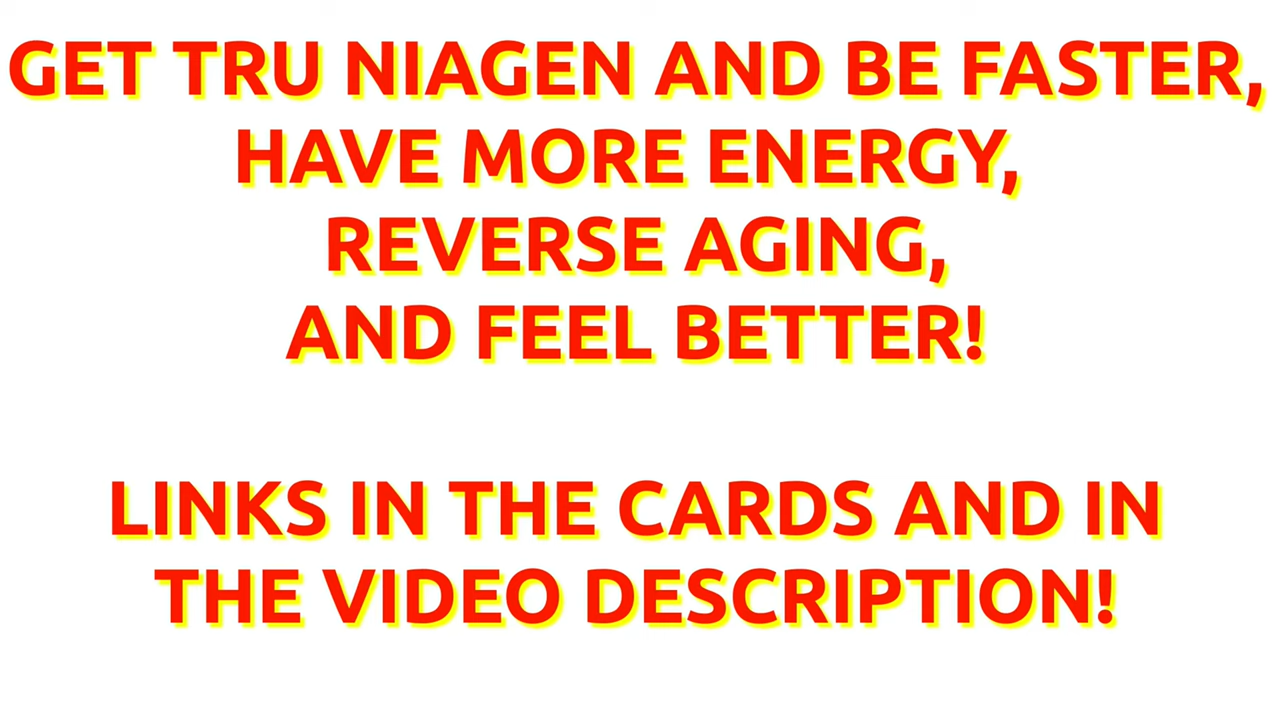 GET TRU NIAGEN AND BE FASTER,
HAVE MORE ENERGY,
REVERSE AGING,
AND FEEL BETTER!
LINKS IN THE CARDS AND IN
THE VIDEO DESCRIPTION!